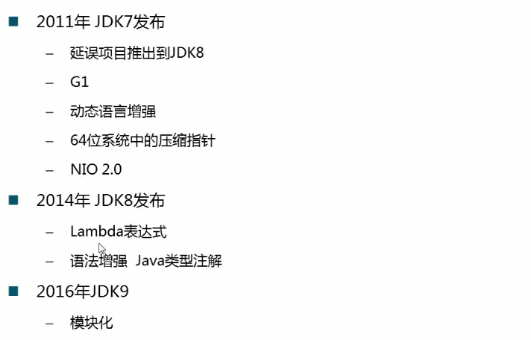 2011年 JDK7发布
– 延误项目推出到JDK8
– G1
– 动态语言增强
– 64位系统中的压缩指针
– NIO 2.0
2014年 JDK8发布
– Lambda表达式
– 语法增强 Java类型注解
2016年JDK9
– 模块化